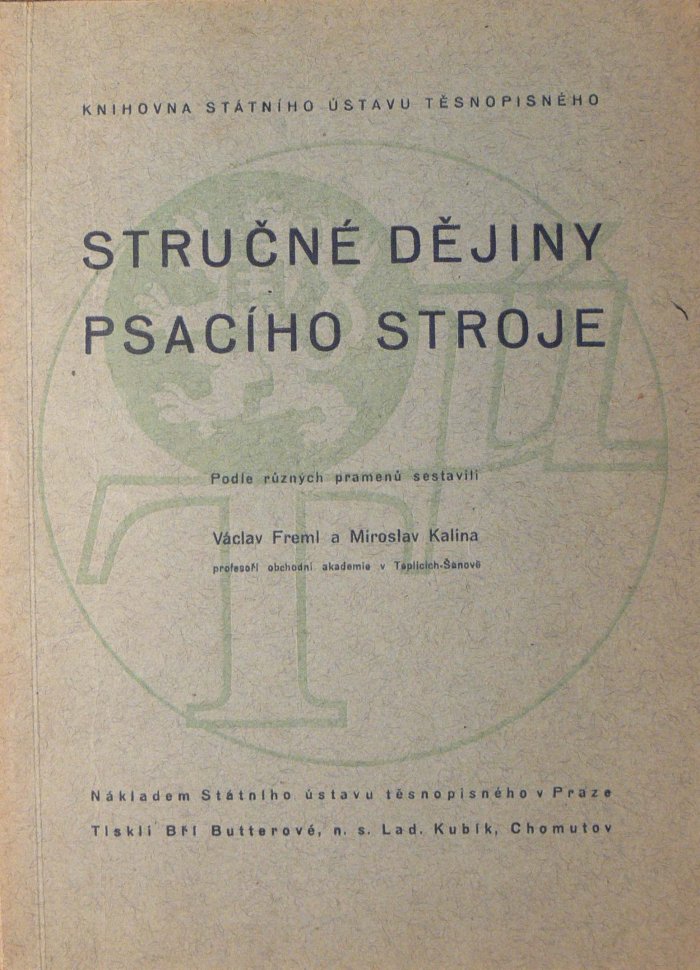 KNIHOVNA STÁTNÍHO ÚSTAVU TĚSNOPISNÉHO
STRUČNÉ DĚJINY
PSACÍHO STROJE
Podle různých pramenů sestavili
Václav Freml a Miroslav Kalina
profesoři obchodní akademie v Teplicích-Šanově
Nákladem Státního ústavu těsnopisného v Praze
Tiskli Bří Butterové, n. s. Lad. Kubík, Chomutov